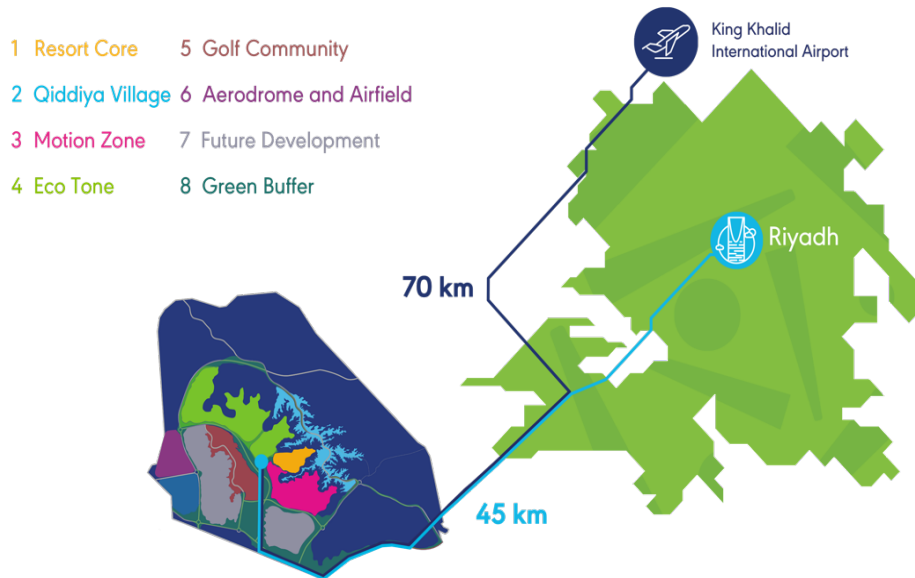 1 Resort Core
2 Qiddiya Village
3 Motion Zone
4 Eco Tone
5 Golf Community
6 Aerodrome and Airfield
7 Future Development
8 Green Buffer
King Khalid
International Airport
Riyadh
70 km
45 km